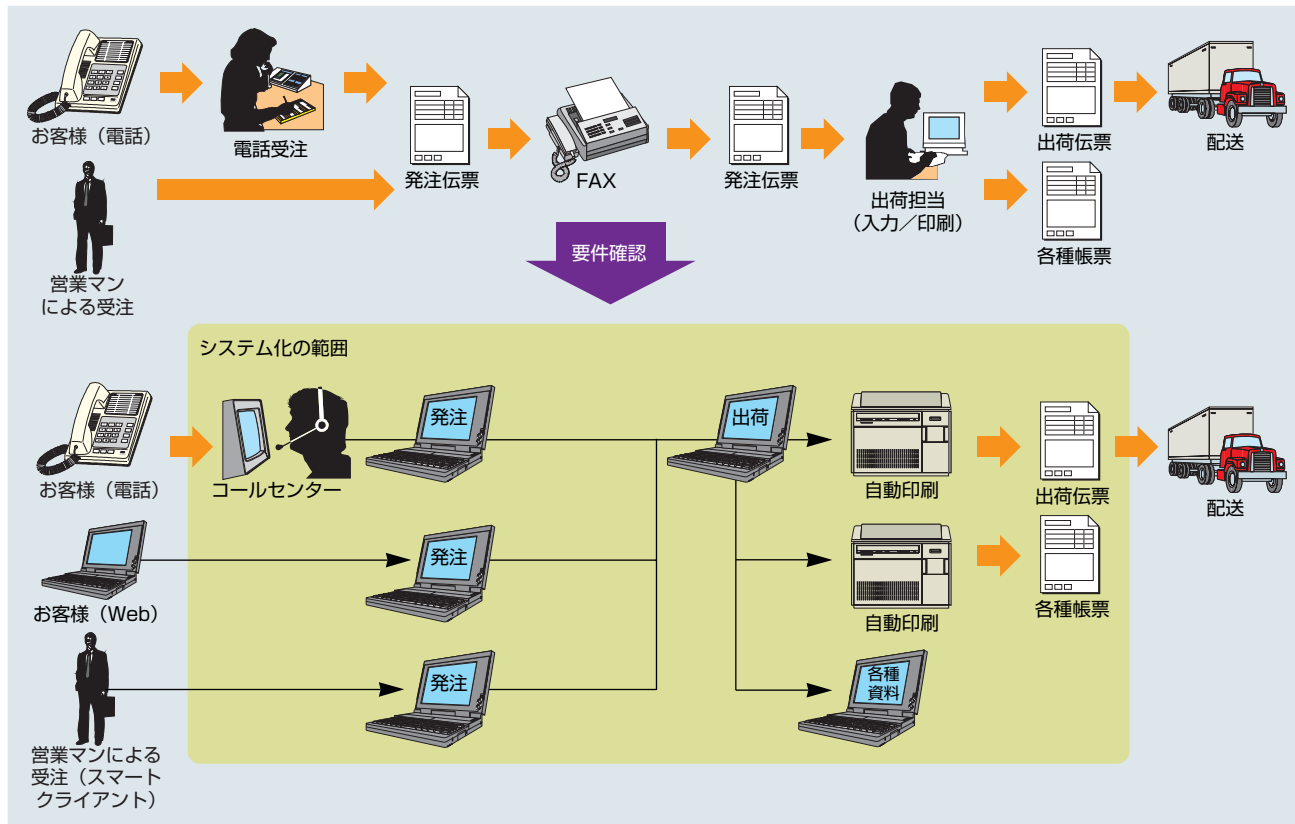 お客様（電話）
電話受注
発注伝票
FAX
発注伝票
出荷担当
（入力／印刷）
出荷伝票
配送
各種帳票
営業マン
による受注
要件確認
システム化の範囲
お客様（電話）
コールセンター
発注
出荷
自動印刷
出荷伝票
配送
お客様（Web）
発注
自動印刷
各種帳票
営業マンによる
受注（スマート
クライアント）
発注
各種
資料